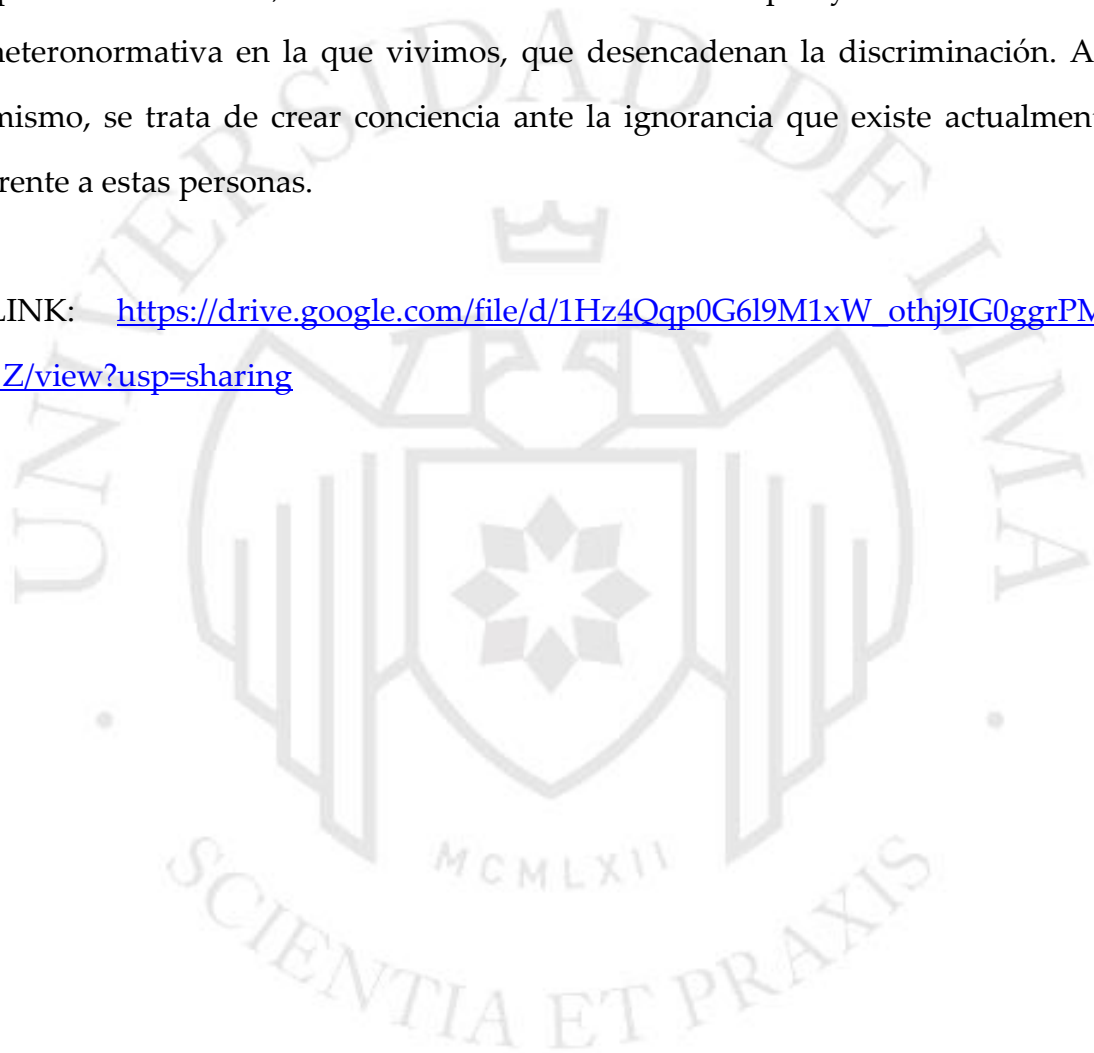 heteronormativa en la que vivimos, que desencadenan la discriminación. A
mismo, se trata de crear conciencia ante la ignorancia que existe actualmen
rente a estas personas.
LINK: https://drive.google.com/file/d/1Hz4Qqp0G6l9M1xW_othj9IG0ggrPM
Z/view?usp=sharing
UNIVERSIDAD DE LIMA
MCMLXII
SCIENTIA ET PRAXIS